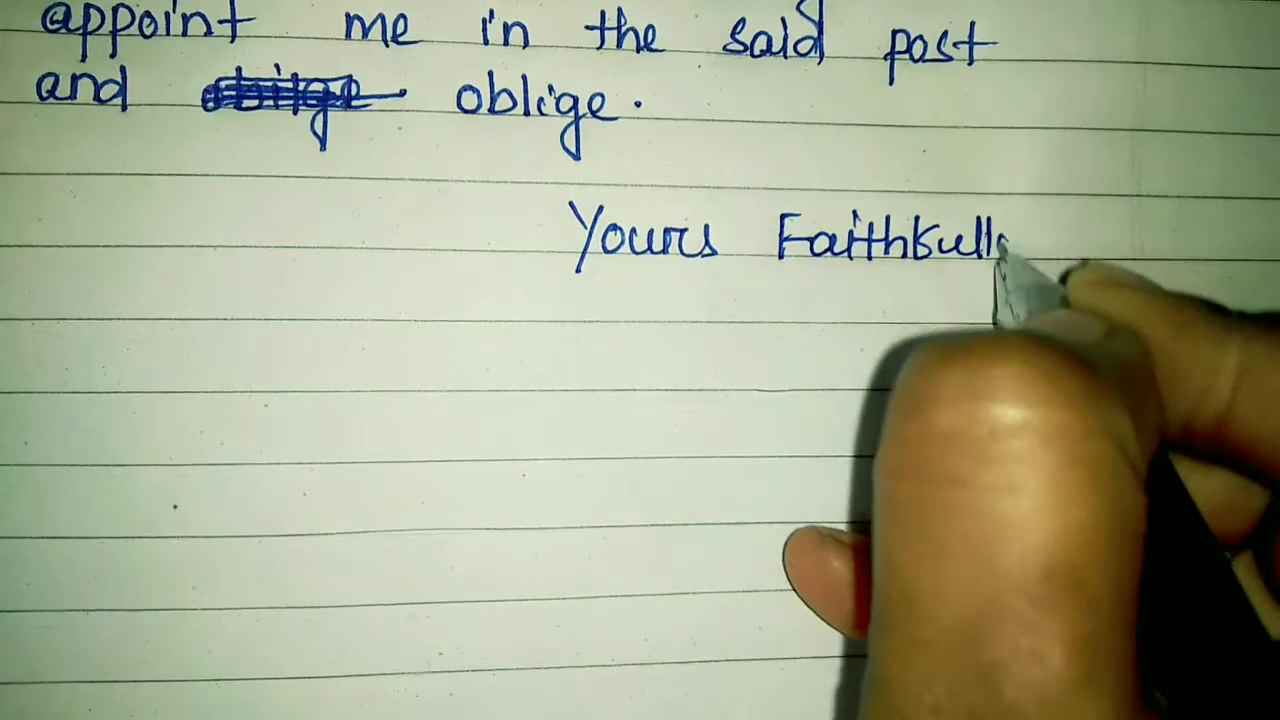 appoint me in the said post
and oblige.
Yours Faithfull